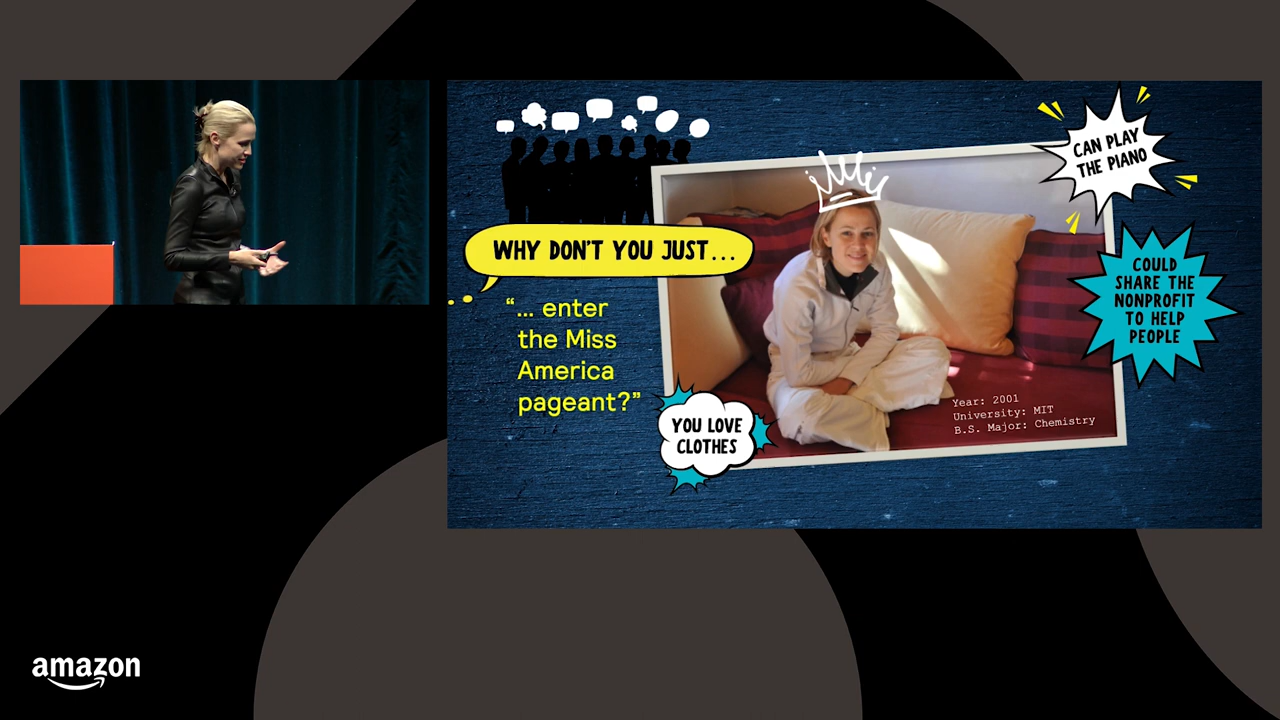 WHY DON'T YOU JUST...
"... enter
the Miss
America
pageant?"
CAN PLAY
THE PIANO
COULD
SHARE THE
NONPROFIT
TO HELP
PEOPLE
YOU LOVE
CLOTHES
Year: 2001
University: MIT
B.S. Major: Chemistry
amazon